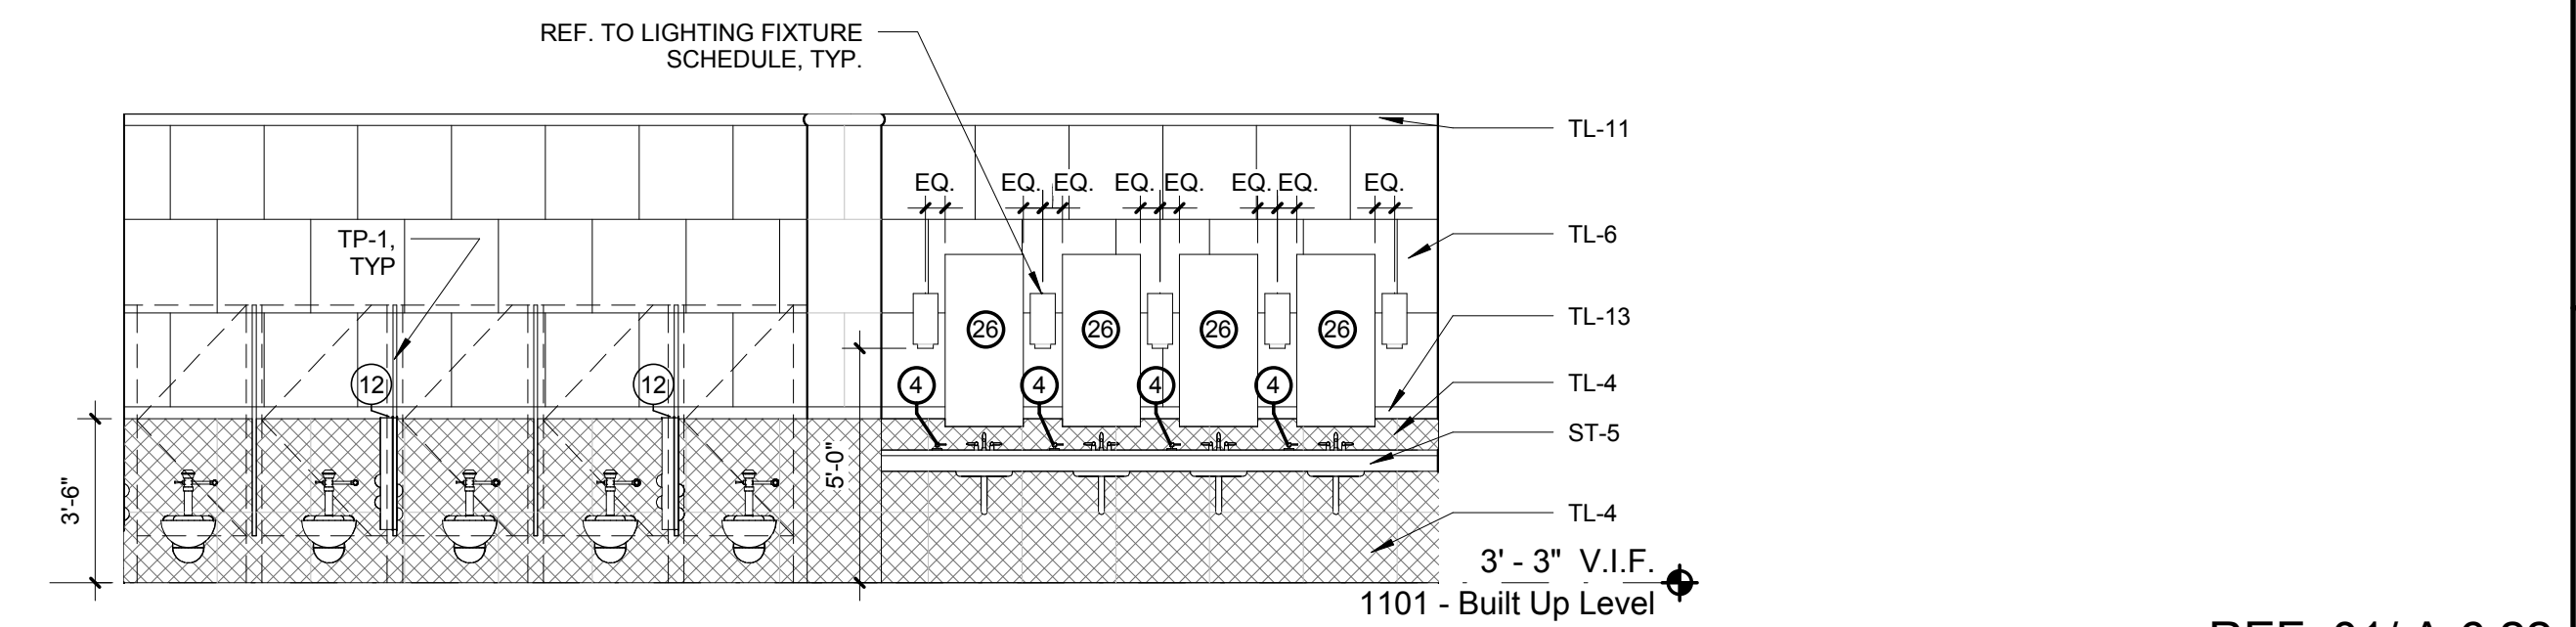 REF. TO LIGHTING FIXTURE
SCHEDULE, TYP.
TL-11
EQ. EQ. EQ. EQ. EQ. EQ. EQ. EQ.
TP-1,
TYP
TL-6
TL-13
26 26 26 26
12 12
4 4 4 4
TL-4
ST-5
3'-6"
5'-0"
TL-4
3' - 3" V.I.F.
1101 - Built Up Level